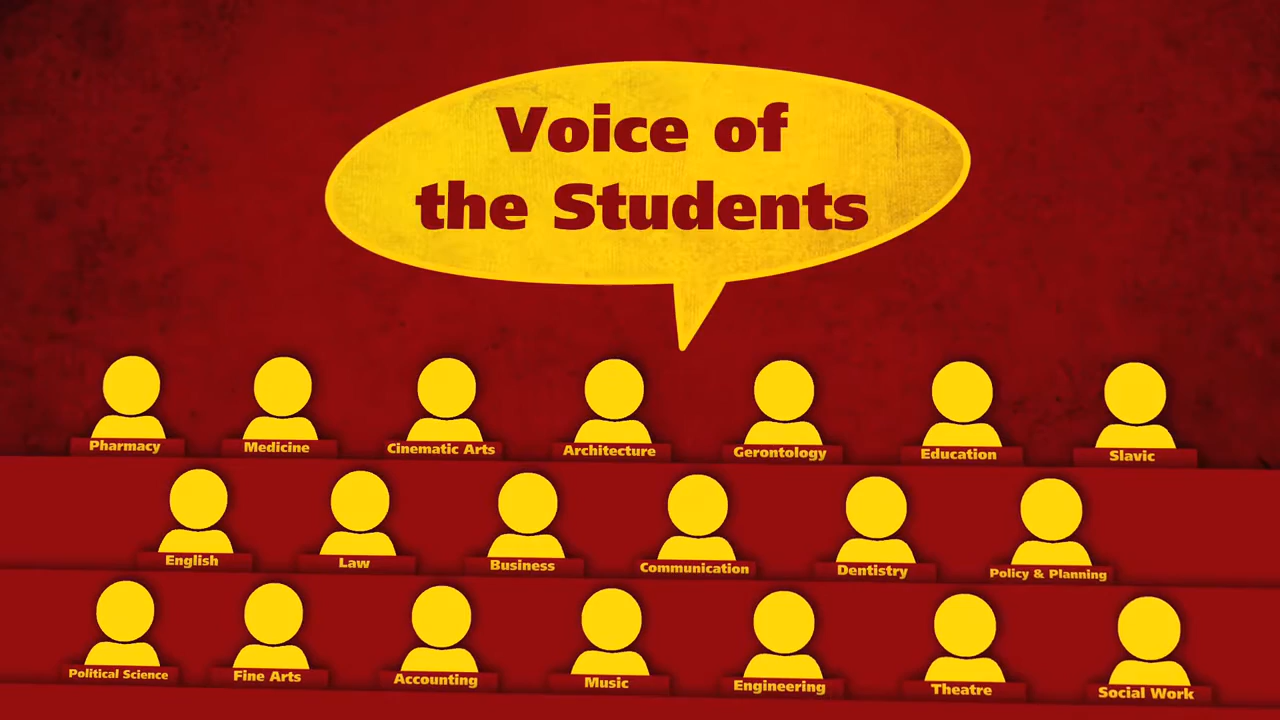 Voice of
the Students
Pharmacy
Medicine
Cinematic Arts
Architecture
Gerontology
Education
Slavic
English
Law
Business
Communication
Dentistry
Policy & Planning
Political Science
Fine Arts
Accounting
Music
Engineering
Theatre
Social Work